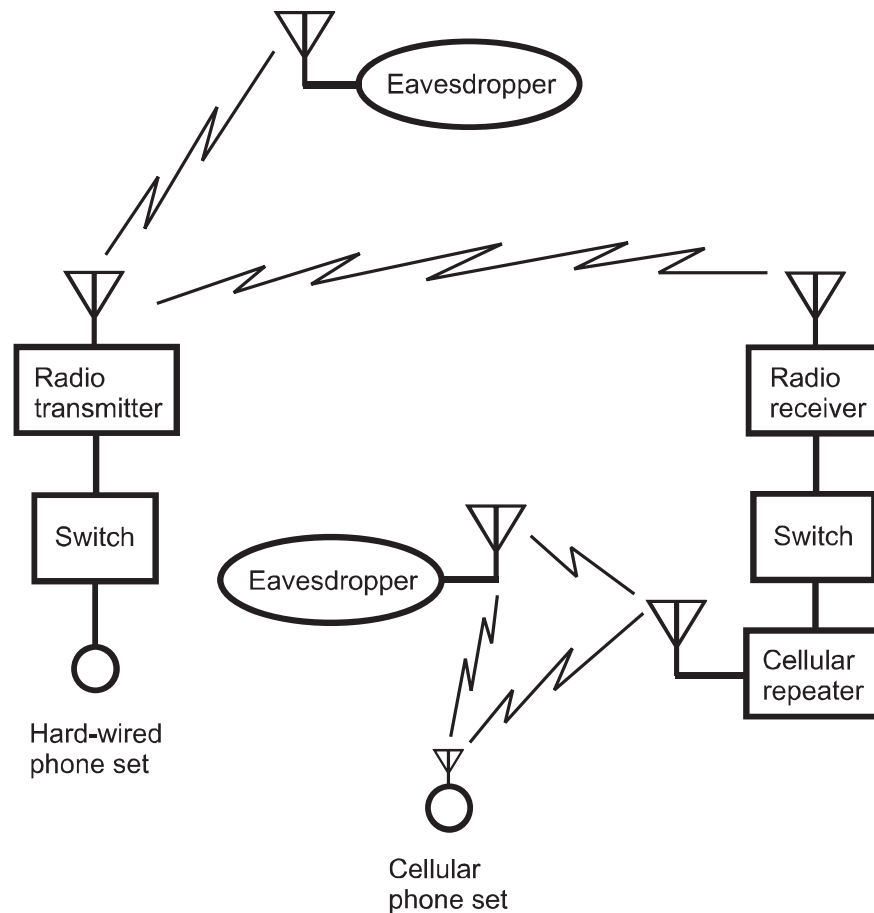 Eavesdropper
Radio
transmitter
Radio
receiver
Switch
Switch
Eavesdropper
Cellular
repeater
Hard-wired
phone set
Cellular
phone set